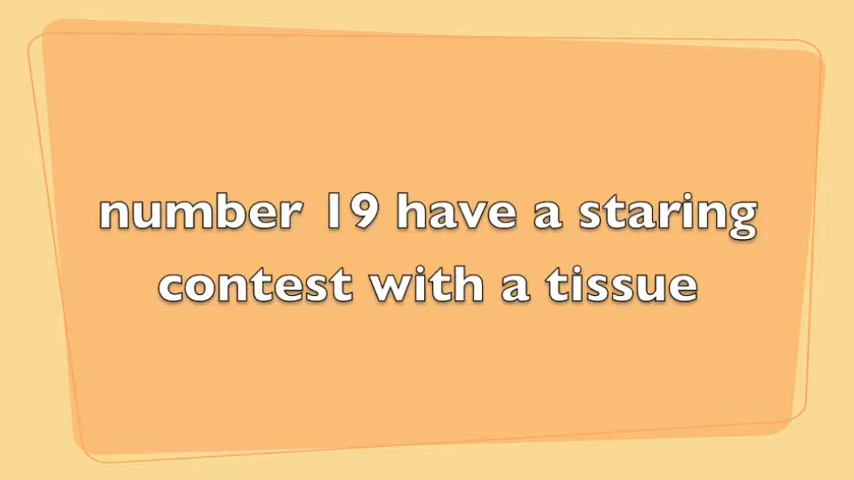 number 19 have a staring
contest with a tissue